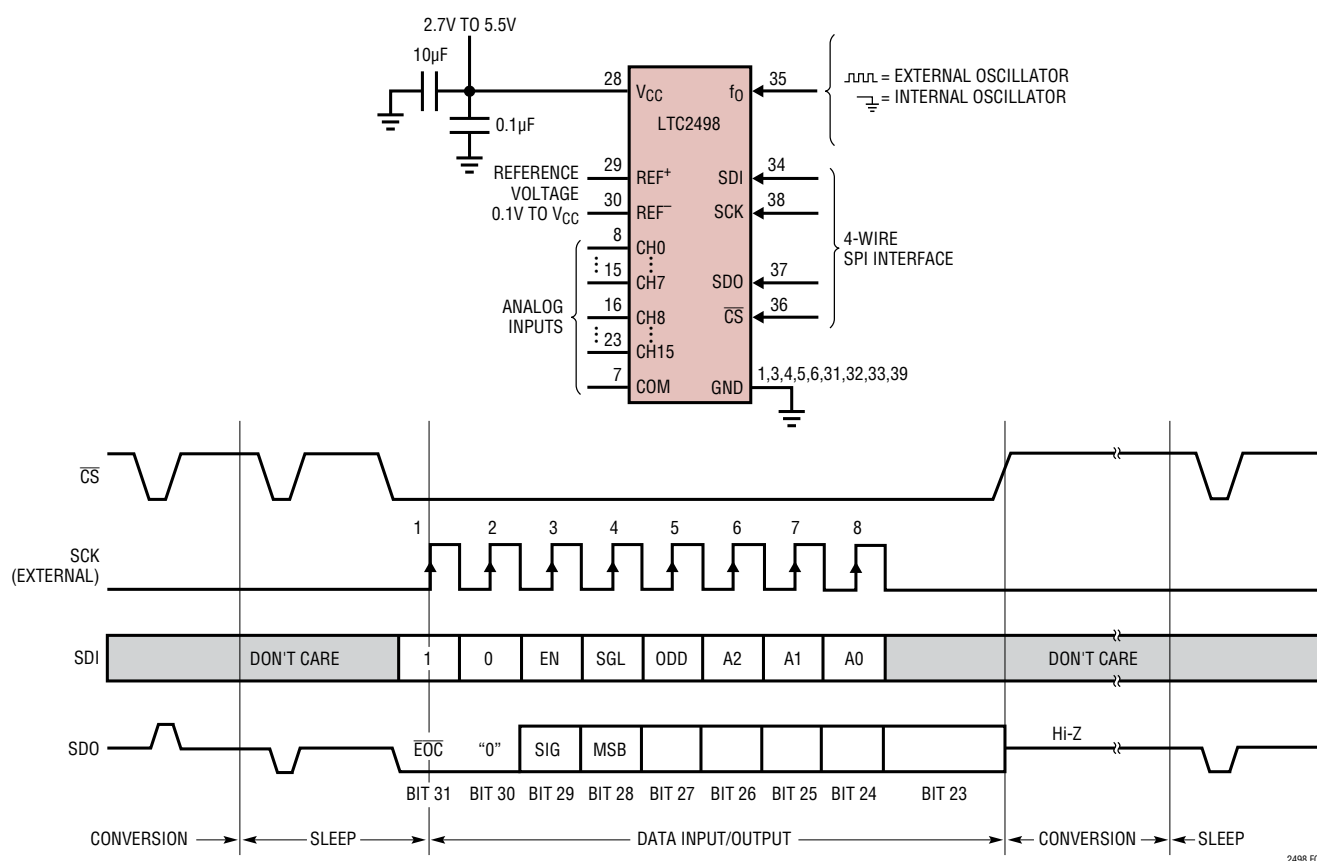 2.7V TO 5.5V
10µF
0.1µF
28
VCC
fO
35
= EXTERNAL OSCILLATOR
= INTERNAL OSCILLATOR
LTC2498
REFERENCE
VOLTAGE
0.1V TO VCC
29
REF+
30
REF–
SDI
34
SCK
38
SDO
37
CS
36
4-WIRE
SPI INTERFACE
ANALOG
INPUTS
8
CH0
15
CH7
16
CH8
23
CH15
7
COM
GND
1,3,4,5,6,31,32,33,39
CS
1 2 3 4 5 6 7 8
SCK
(EXTERNAL)
SDI
DON'T CARE 1 0 EN SGL ODD A2 A1 A0 DON'T CARE
SDO
EOC "0" SIG MSB Hi-Z
BIT 31 BIT 30 BIT 29 BIT 28 BIT 27 BIT 26 BIT 25 BIT 24 BIT 23
CONVERSION SLEEP DATA INPUT/OUTPUT CONVERSION SLEEP